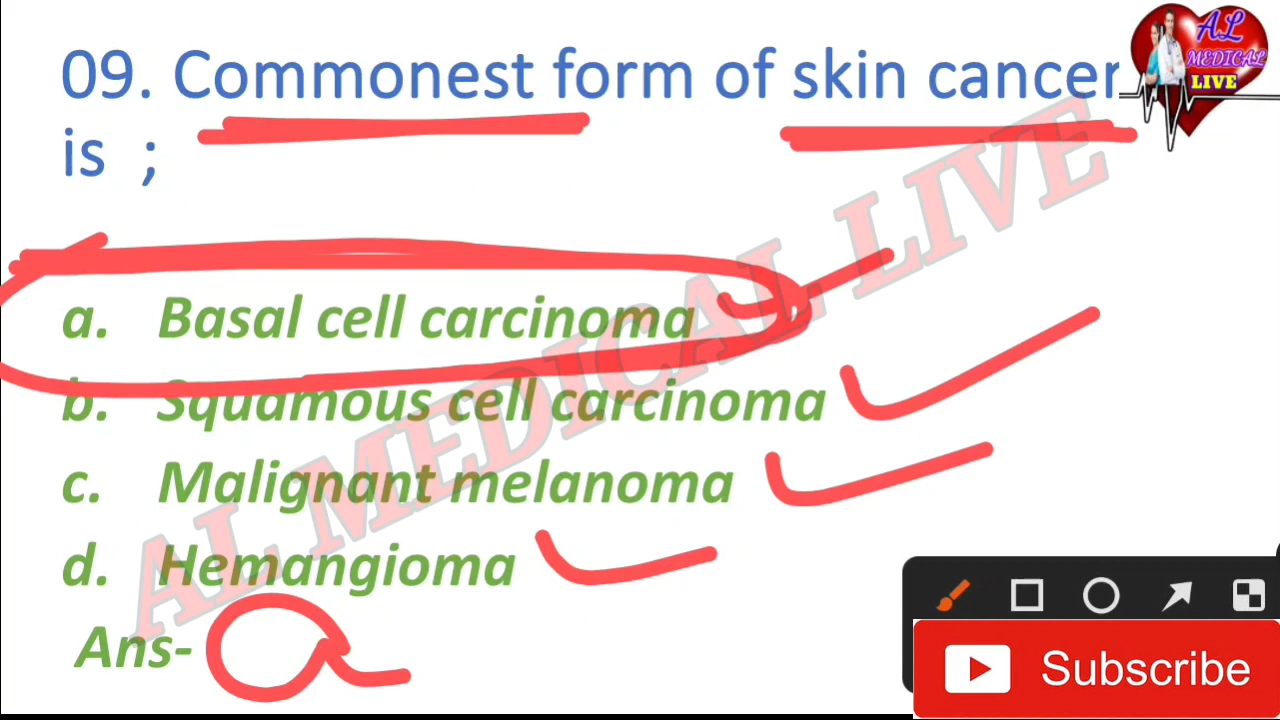 09. Commonest form of skin cancer
is ;
AL
MEDICAL
LIVE
a. Basal cell carcinoma
b. Squamous cell carcinoma
c. Malignant melanoma
d. Hemangioma
Ans- a
AL MEDICAL LIVE
Subscribe